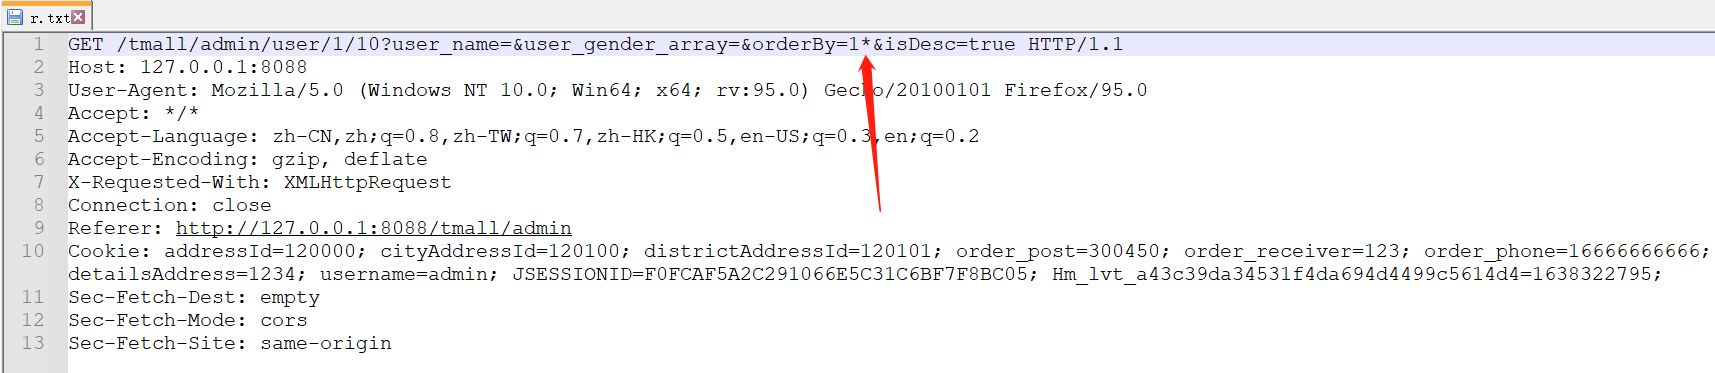 r.txt
1 GET /tmall/admin/user/1/10?user_name=&user_gender_array=&orderBy=1*&isDesc=true HTTP/1.1
2 Host: 127.0.0.1:8088
3 User-Agent: Mozilla/5.0 (Windows NT 10.0; Win64; x64; rv:95.0) Gecko/20100101 Firefox/95.0
4 Accept: */*
5 Accept-Language: zh-CN,zh;q=0.8,zh-TW;q=0.7,zh-HK;q=0.5,en-US;q=0.3,en;q=0.2
6 Accept-Encoding: gzip, deflate
7 X-Requested-With: XMLHttpRequest
8 Connection: close
9 Referer: http://127.0.0.1:8088/tmall/admin
10 Cookie: addressId=120000; cityAddressId=120100; districtAddressId=120101; order_post=300450; order_receiver=123; order_phone=16666666666;
detailsAddress=1234; username=admin; JSESSIONID=F0FCAF5A2C291066E5C31C6BF7F8BC05; Hm_lvt_a43c39da34531f4da694d4499c5614d4=1638322795;
11 Sec-Fetch-Dest: empty
12 Sec-Fetch-Mode: cors
13 Sec-Fetch-Site: same-origin